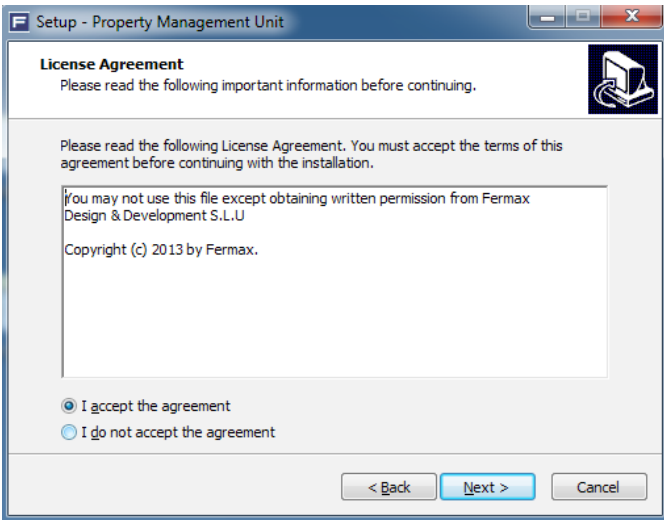 Setup - Property Management Unit
License Agreement
Please read the following important information before continuing.
Please read the following License Agreement. You must accept the terms of this
agreement before continuing with the installation.
You may not use this file except obtaining written permission from Fermax
Design & Development S.L.U
Copyright (c) 2013 by Fermax.
I accept the agreement
I do not accept the agreement
< Back
Next >
Cancel